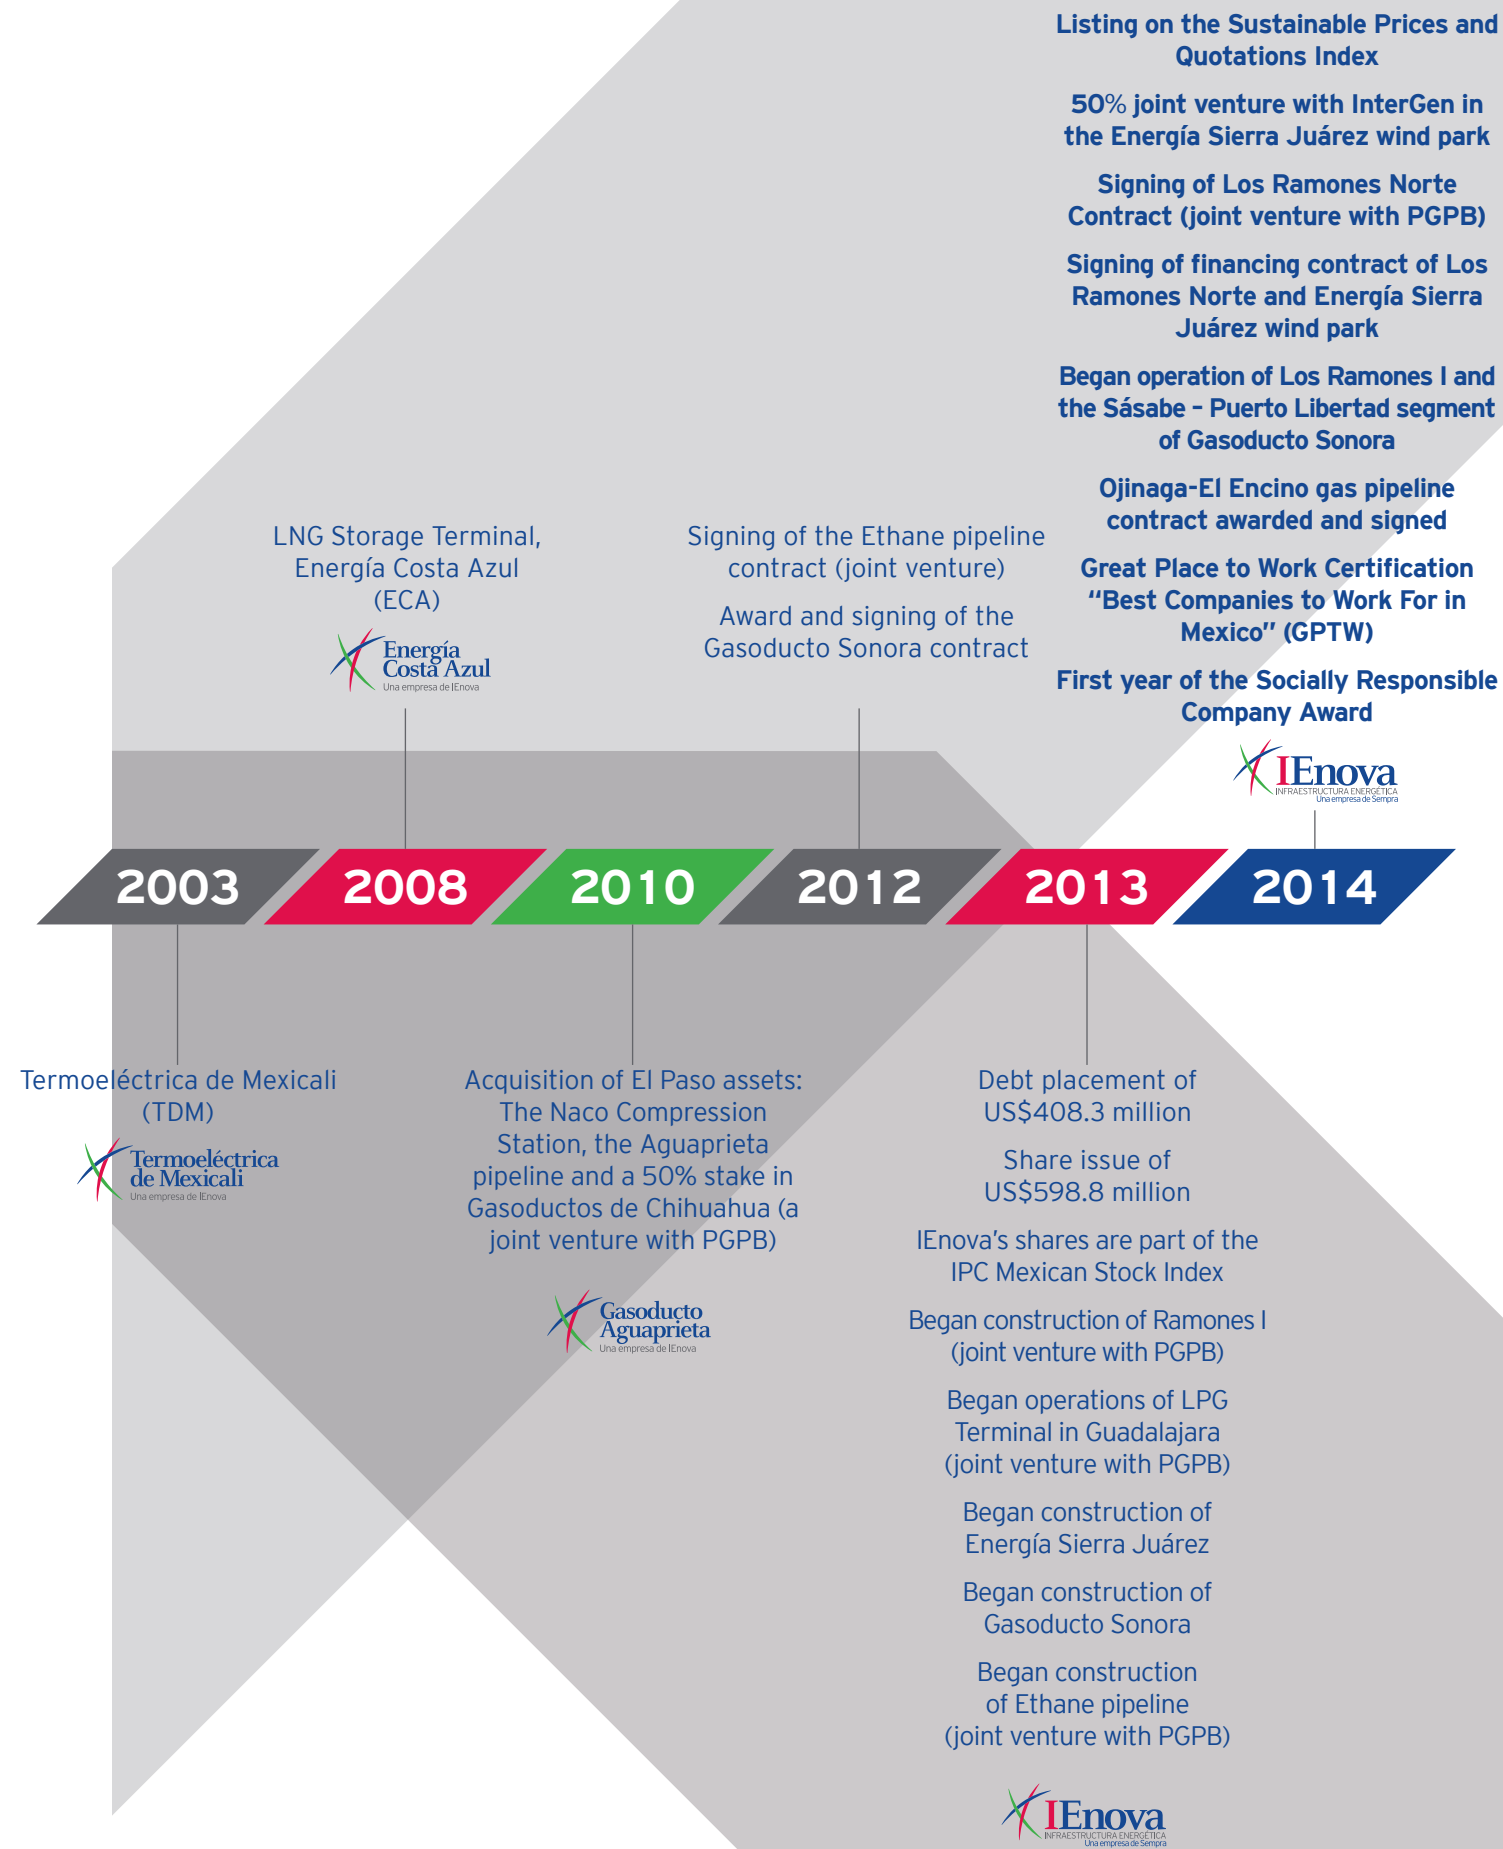 Listing on the Sustainable Prices and
Quotations Index
50% joint venture with InterGen in
the Energía Sierra Juárez wind park
Signing of Los Ramones Norte
Contract (joint venture with PGPB)
Signing of financing contract of Los
Ramones Norte and Energía Sierra
Juárez wind park
Began operation of Los Ramones I and
the Sásabe – Puerto Libertad segment
of Gasoducto Sonora
Ojinaga-El Encino gas pipeline
contract awarded and signed
Great Place to Work Certification
“Best Companies to Work For in
Mexico” (GPTW)
First year of the Socially Responsible
Company Award
IEnova
INFRAESTRUCTURA ENERGÉTICA
Una empresa de Sempra
LNG Storage Terminal,
Energía Costa Azul
(ECA)
Energía
Costa Azul
Una empresa de IEnova
Signing of the Ethane pipeline
contract (joint venture)
Award and signing of the
Gasoducto Sonora contract
2003
2008
2010
2012
2013
2014
Termoeléctrica de Mexicali
(TDM)
Termoeléctrica
de Mexicali
Una empresa de IEnova
Acquisition of El Paso assets:
The Naco Compression
Station, the Aguaprieta
pipeline and a 50% stake in
Gasoductos de Chihuahua (a
joint venture with PGPB)
Gasoducto
Aguaprieta
Una empresa de IEnova
Debt placement of
US$408.3 million
Share issue of
US$598.8 million
IEnova’s shares are part of the
IPC Mexican Stock Index
Began construction of Ramones I
(joint venture with PGPB)
Began operations of LPG
Terminal in Guadalajara
(joint venture with PGPB)
Began construction of
Energía Sierra Juárez
Began construction of
Gasoducto Sonora
Began construction
of Ethane pipeline
(joint venture with PGPB)
IEnova
INFRAESTRUCTURA ENERGÉTICA
Una empresa de Sempra